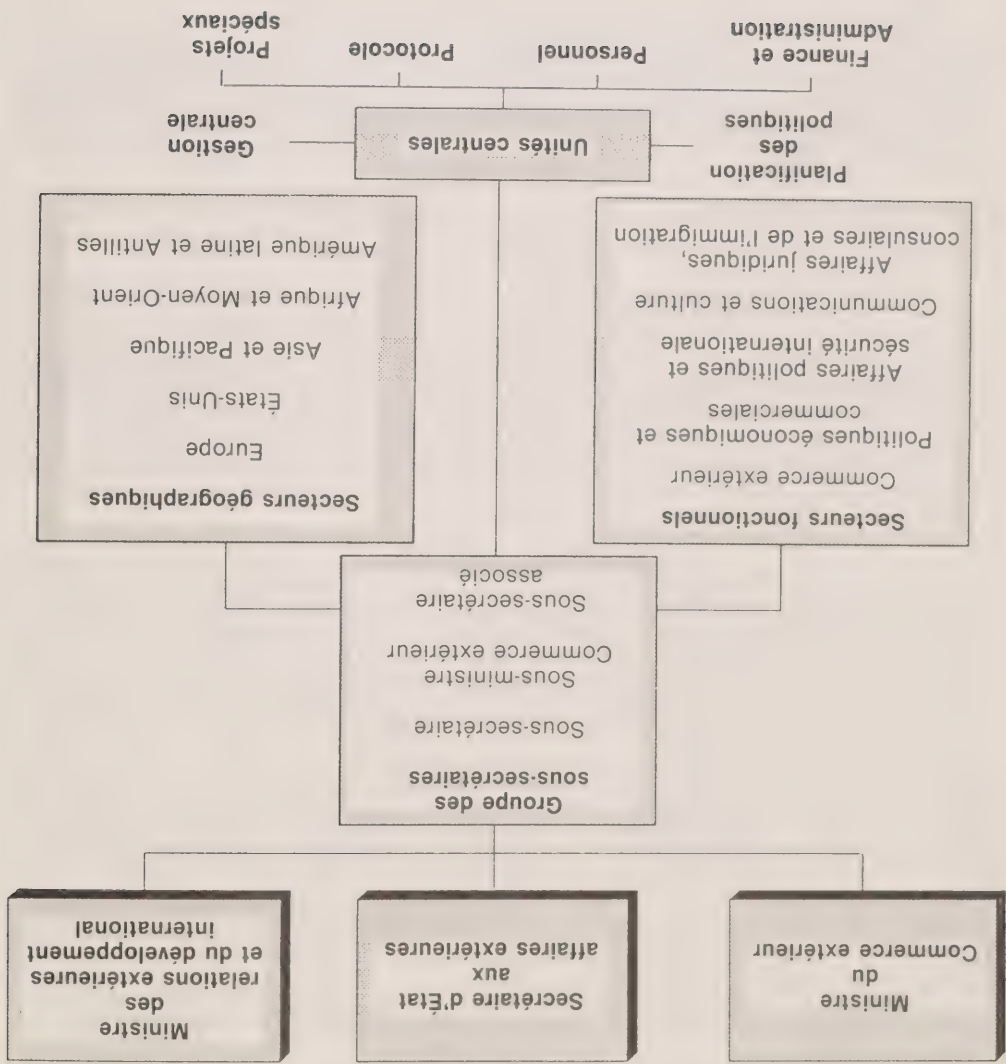 Ministre
des
relations extérieures
et du développement
international
Secrétaire d'État
aux
affaires extérieures
Ministre
du
Commerce extérieur
Groupe des
sous-secrétaires
Sous-secrétaire
Sous-ministre
Commerce extérieur
Sous-secrétaire
associé
Secteurs géographiques
Europe
États-Unis
Asie et Pacifique
Afrique et Moyen-Orient
Amérique latine et Antilles
Secteurs fonctionnels
Commerce extérieur
Politiques économiques et
commerciales
Affaires politiques et
sécurité internationale
Communications et culture
Affaires juridiques,
consulaires et de l'immigration
Gestion
centrale
Unités centrales
Planification
des
politiques
Projets
spéciaux
Protocole
Personnel
Finance et
Administration